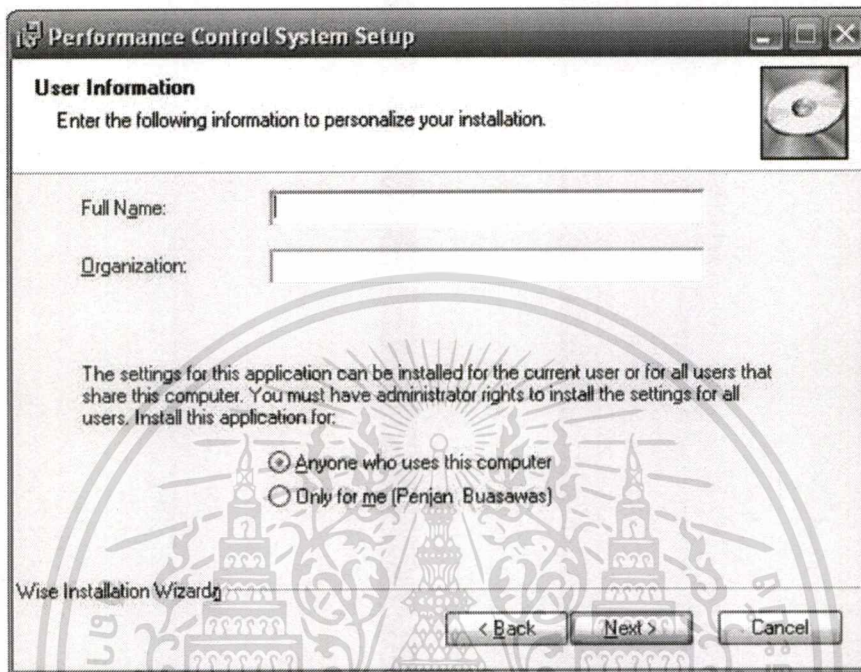 Performance Control System Setup
User Information
Enter the following information to personalize your installation.
Full Name:
Organization:
The settings for this application can be installed for the current user or for all users that
share this computer. You must have administrator rights to install the settings for all
users. Install this application for:
Anyone who uses this computer
Only for me (Penjan Buasawas)
Wise Installation Wizard
< Back
Next >
Cancel